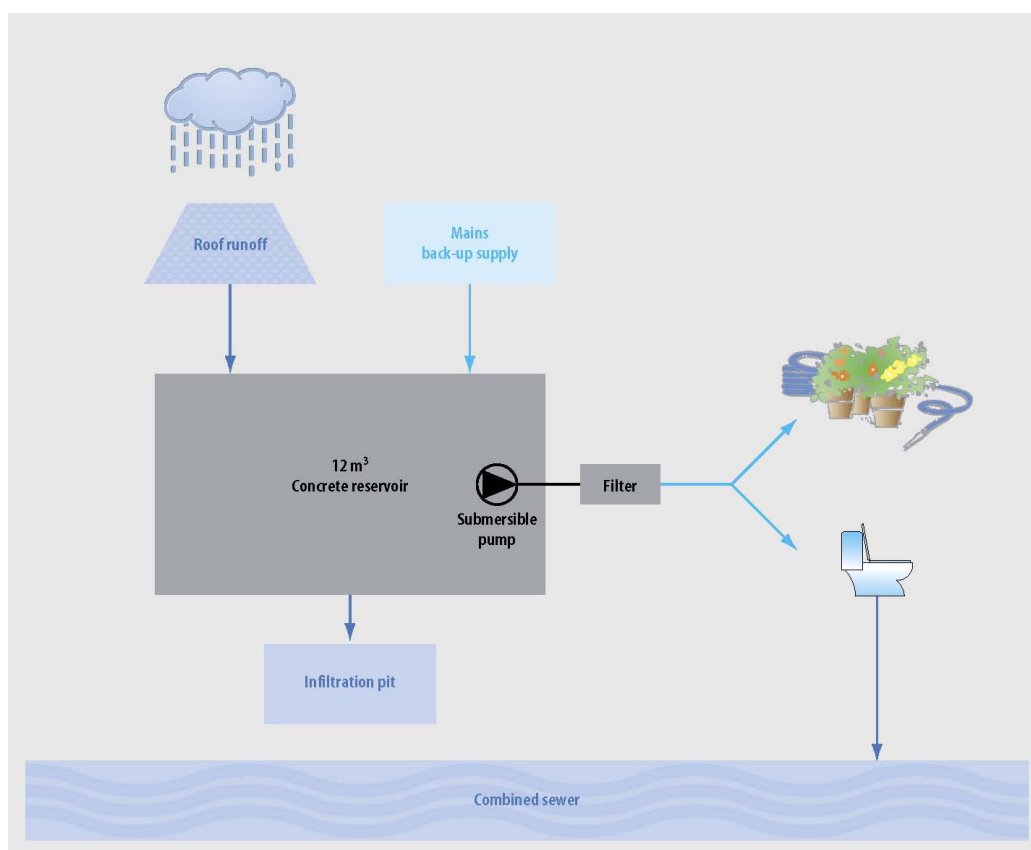 Roof runoff
Mains
back-up supply
12 m³
Concrete reservoir
Submersible
pump
Filter
Infiltration pit
Combined sewer